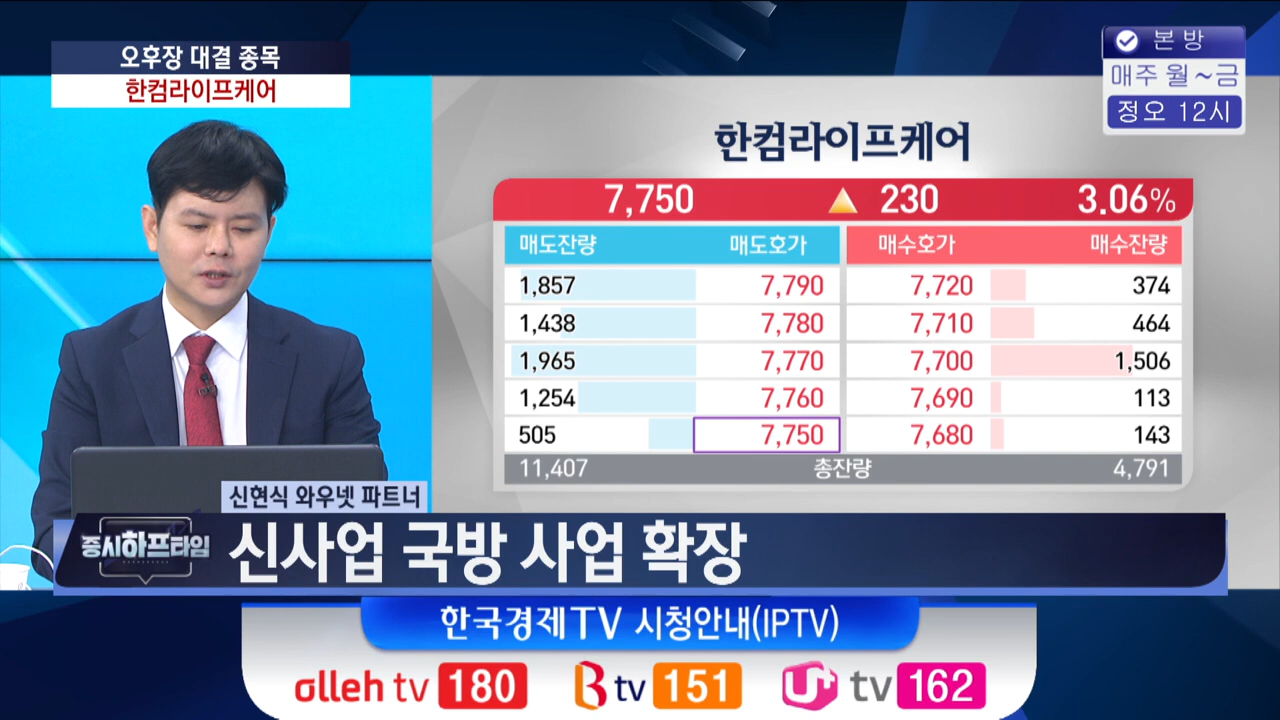 오후장 대결 종목
한컴라이프케어
본 방
매주 월~금
정오 12시
한컴라이프케어
7,750 ▲ 230 3.06%
매도잔량 매도호가 매수호가 매수잔량
1,857 7,790 7,720 374
1,438 7,780 7,710 464
1,965 7,770 7,700 1,506
1,254 7,760 7,690 113
505 7,750 7,680 143
11,407 총잔량 4,791
신현식 와우넷 파트너
증시하프타임
신사업 국방 사업 확장
한국경제TV 시청안내(IPTV)
olleh tv 180 B tv 151 U+ tv 162